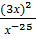 (3x)²
x⁻²⁵